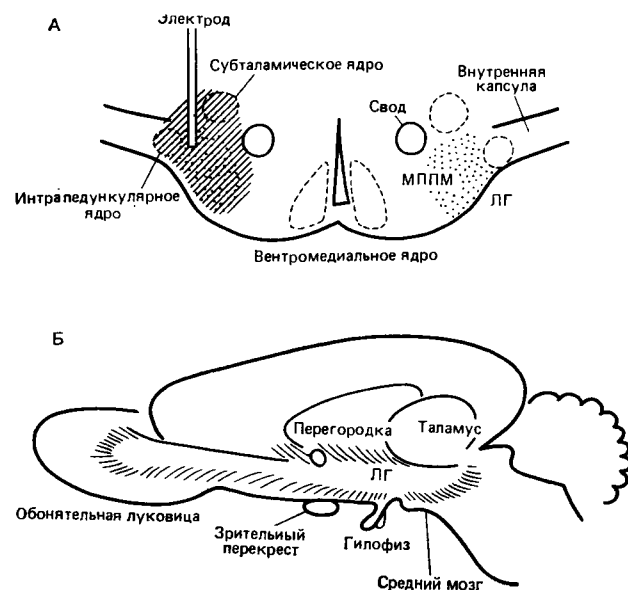 А
Электрод
Субталамическое ядро
Внутренняя
капсула
Свод
МППМ
ЛГ
Интрапедункулярное
ядро
Вентромедиальное ядро
Б
Перегородка
Таламус
ЛГ
Обонятельная луковица
Зрительный
перекрест
Гилофиз
Средний мозг